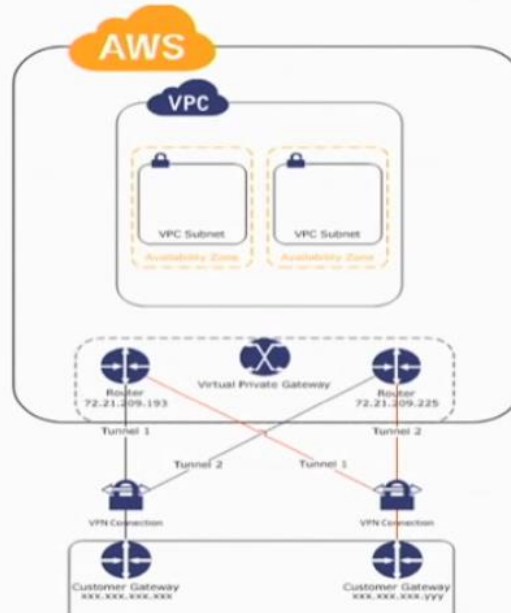 AWS
VPC
VPC Subnet
VPC Subnet
Availability Zone
Availability Zone
Virtual Private Gateway
Router
72.21.209.193
Router
72.21.209.225
Tunnel 1
Tunnel 2
Tunnel 2
Tunnel 1
VPN Connection
VPN Connection
Customer Gateway
xxx.xxx.xxx.xxx
Customer Gateway
xxx.xxx.xxx.yyy